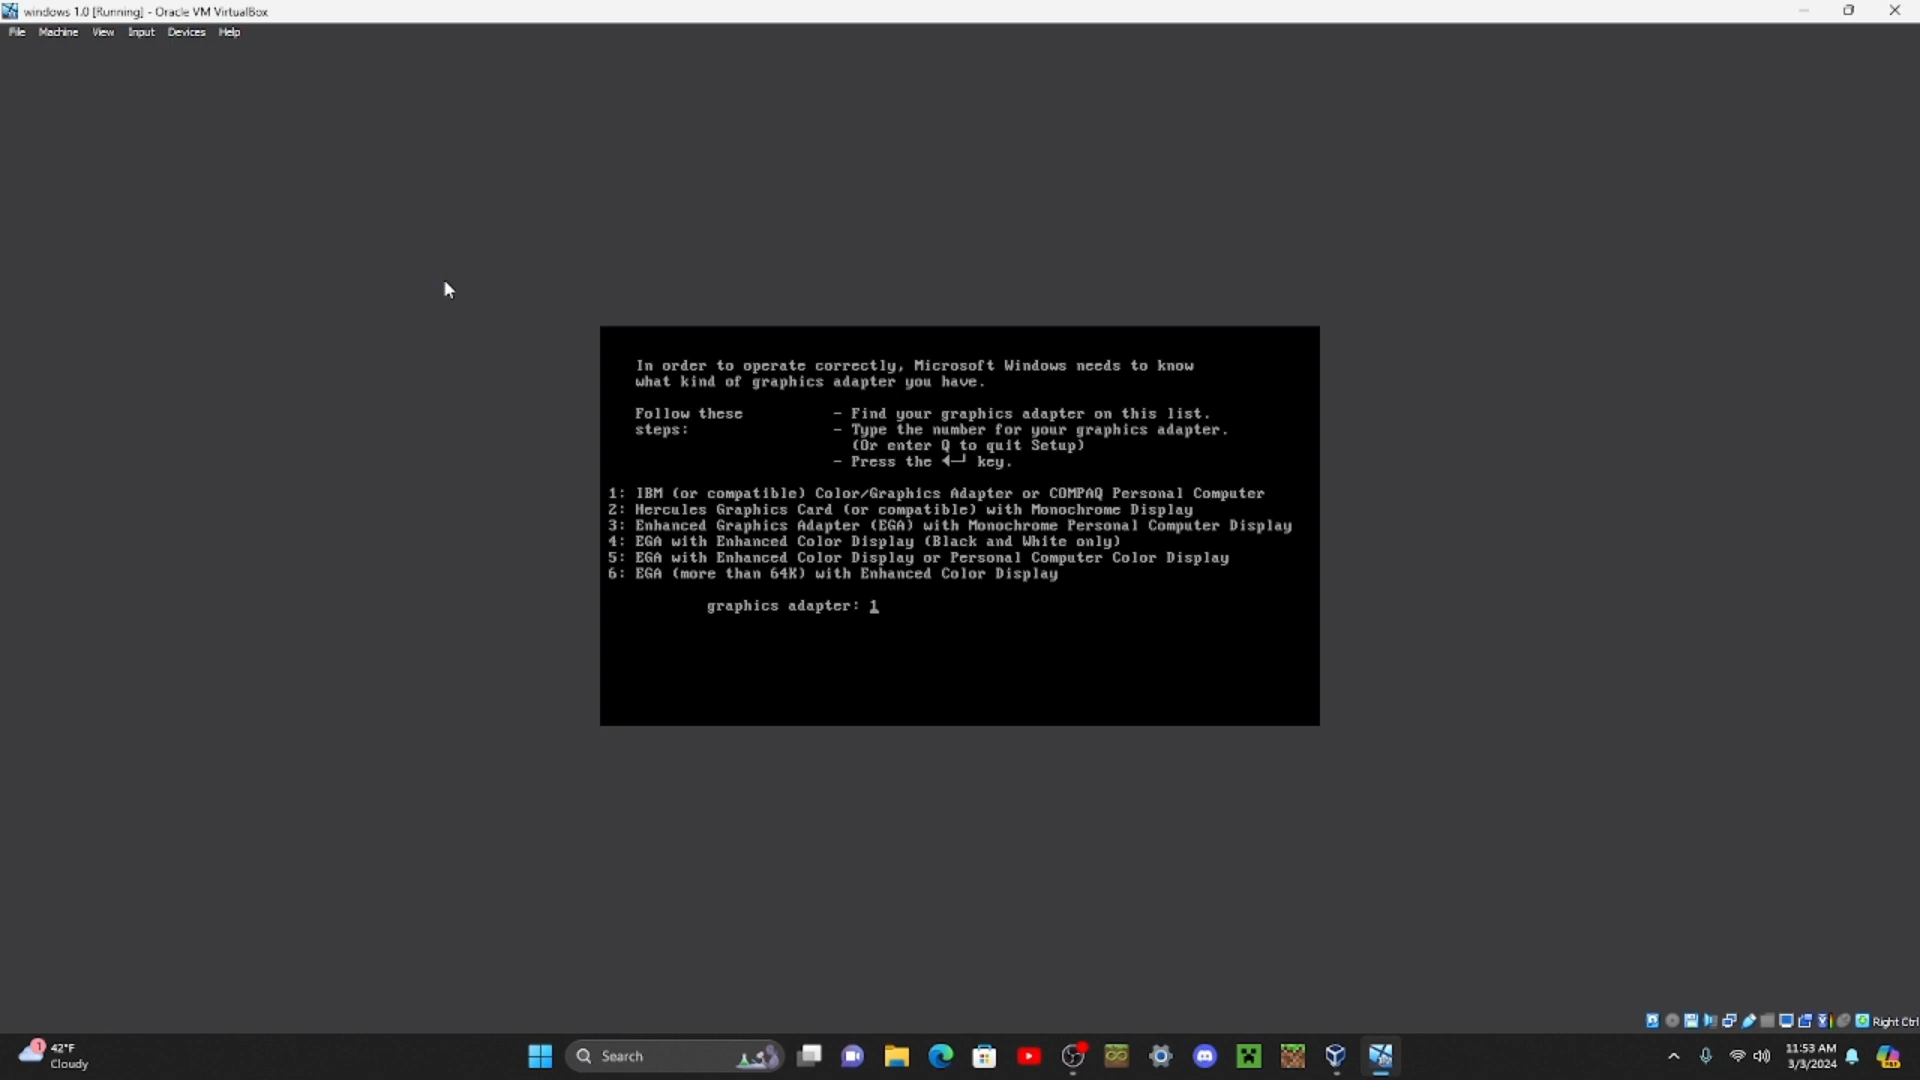 windows 1.0 [Running] - Oracle VM VirtualBox
File Machine View Input Devices Help
In order to operate correctly, Microsoft Windows needs to know
what kind of graphics adapter you have.
Follow these - Find your graphics adapter on this list.
steps: - Type the number for your graphics adapter.
(Or enter Q to quit Setup)
- Press the ◄─┘ key.
1: IBM (or compatible) Color/Graphics Adapter or COMPAQ Personal Computer
2: Hercules Graphics Card (or compatible) with Monochrome Display
3: Enhanced Graphics Adapter (EGA) with Monochrome Personal Computer Display
4: EGA with Enhanced Color Display (Black and White only)
5: EGA with Enhanced Color Display or Personal Computer Color Display
6: EGA (more than 64K) with Enhanced Color Display
graphics adapter: 1
Right Ctrl
1
42°F
Cloudy
Search
11:53 AM
3/3/2024